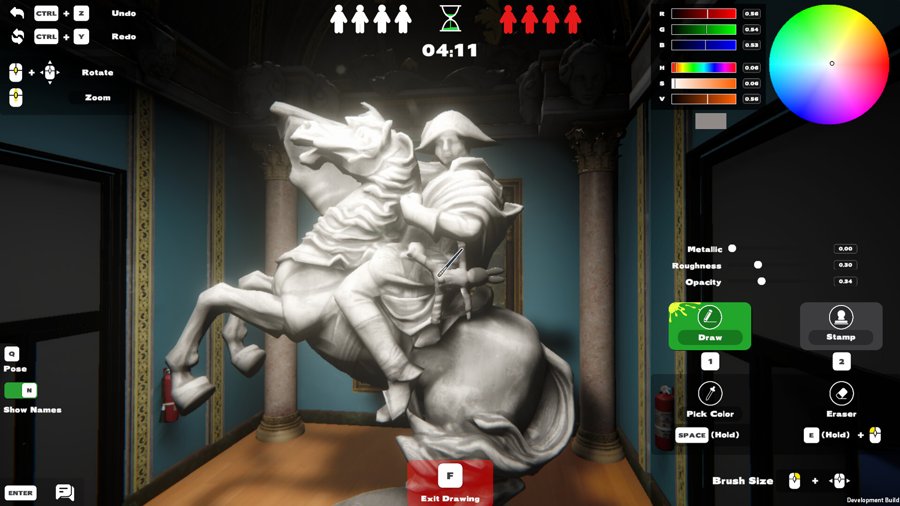 CTRL + Z Undo
CTRL + Y Redo
+ Rotate
Zoom
04:11
R 0.56
G 0.54
B 0.53
H 0.06
S 0.06
V 0.56
Metallic 0.00
Roughness 0.50
Opacity 0.54
Draw
Stamp
1
2
Pick Color
Eraser
SPACE (Hold)
E (Hold) +
Brush Size +
Q
Pose
N
Show Names
ENTER
F
Exit Drawing
Development Build